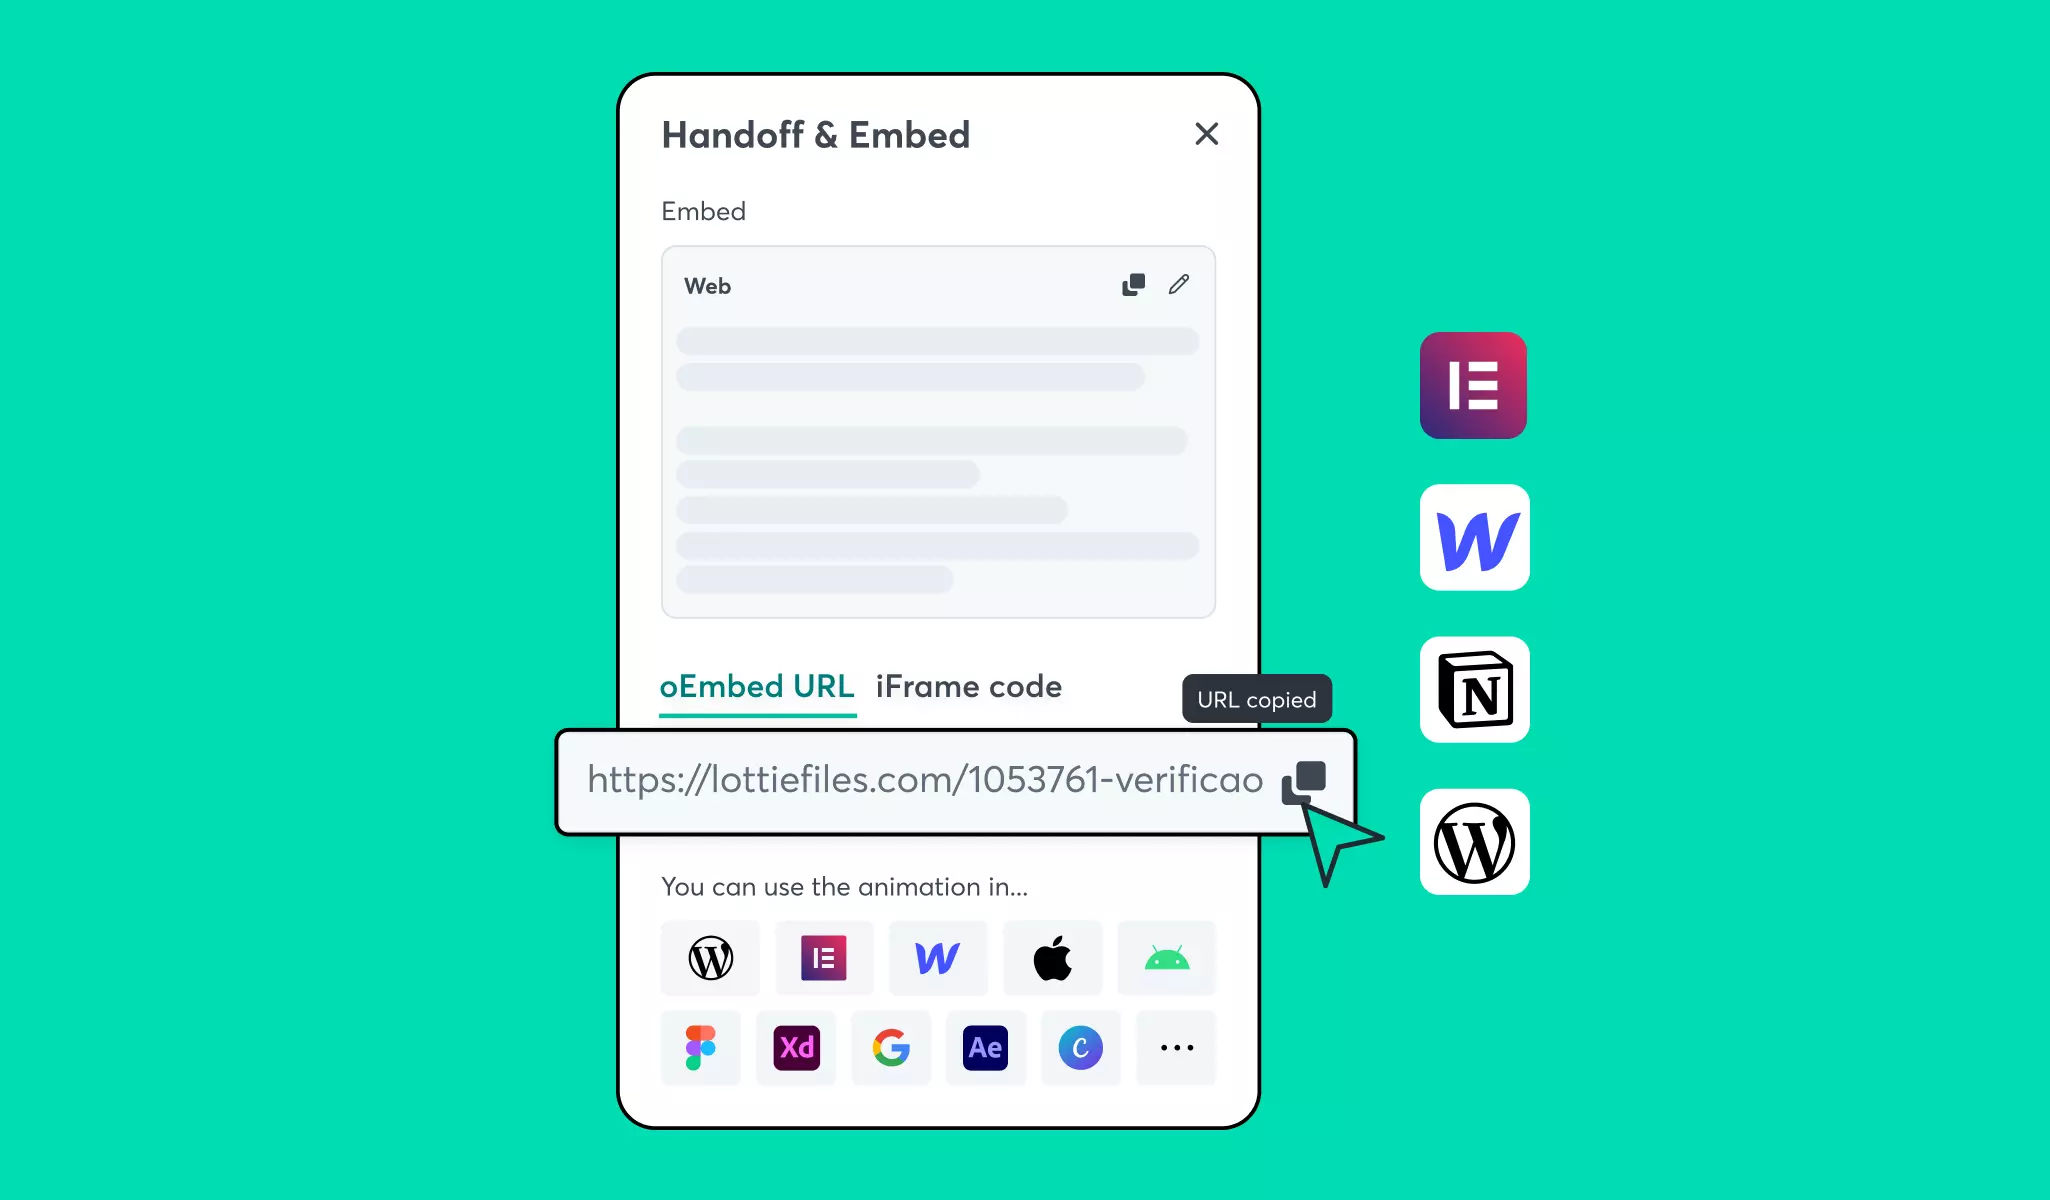 Handoff & Embed
Embed
Web
oEmbed URL
iFrame code
URL copied
https://lottiefiles.com/1053761-verificao
You can use the animation in...
Xd
Ae